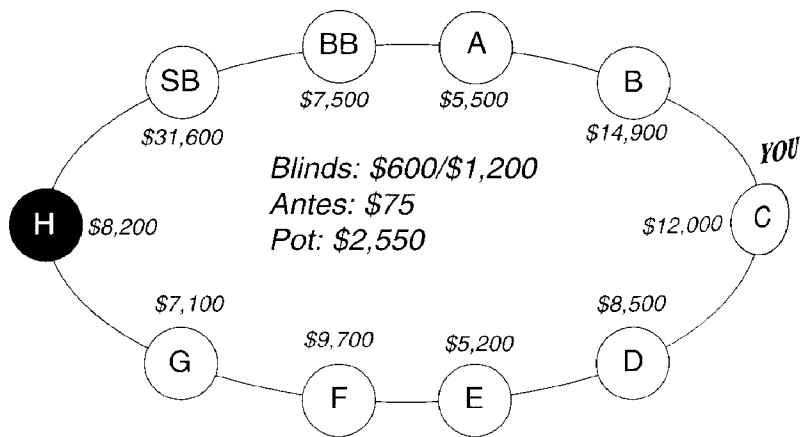 BB
A
SB
B
$7,500
$5,500
$31,600
$14,900
YOU
Blinds: $600/$1,200
Antes: $75
Pot: $2,550
H
$8,200
$12,000
C
$7,100
$9,700
$5,200
$8,500
G
F
E
D